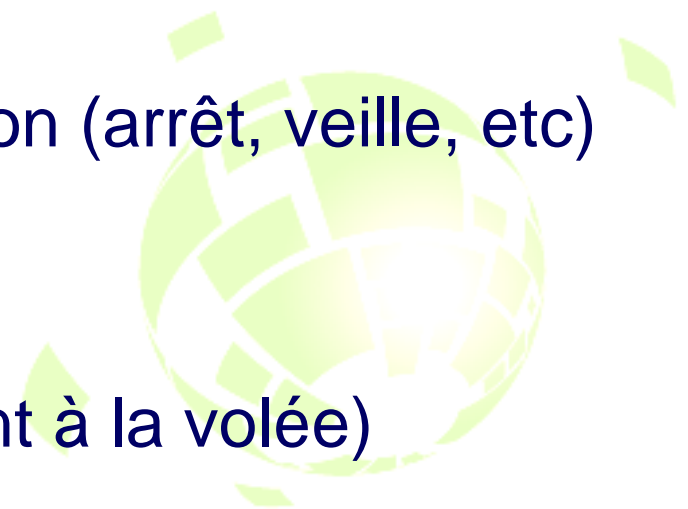 on (arrêt, veille, etc)
nt à la volée)